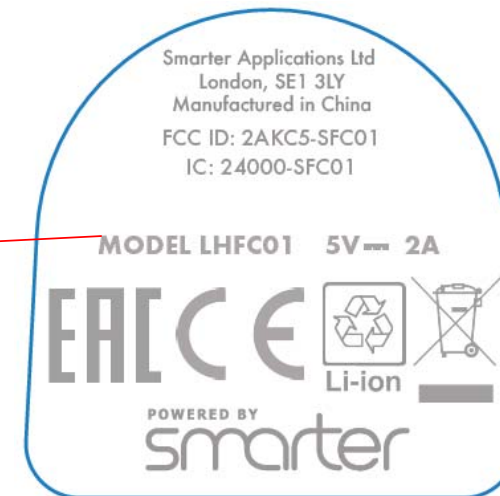 Smarter Applications Ltd
London, SE1 3LY
Manufactured in China
FCC ID: 2AKC5-SFC01
IC: 24000-SFC01
MODEL LHFC01 5V⎓ 2A
EAC CE
Li-ion
POWERED BY
smarter